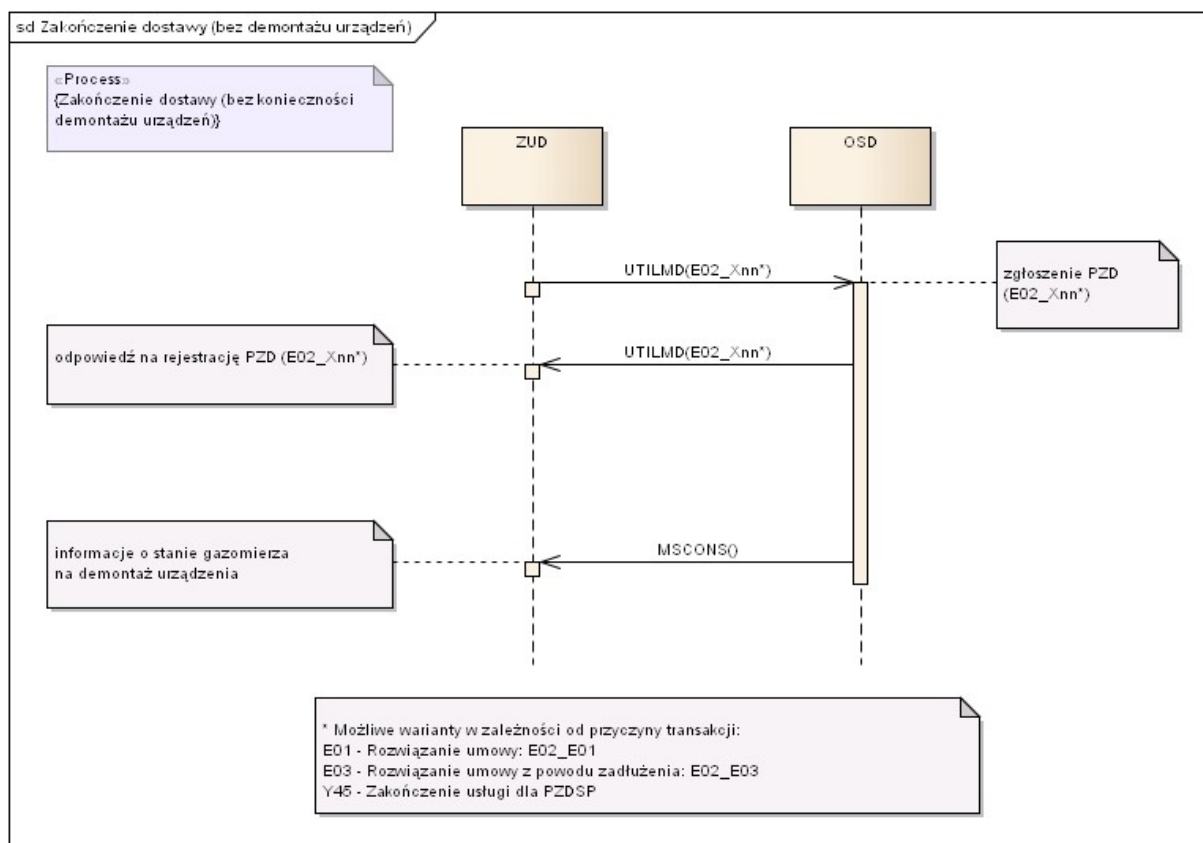 sd Zakończenie dostawy (bez demontażu urządzeń)
«Process»
{Zakończenie dostawy (bez konieczności
demontażu urządzeń)}
ZUD
OSD
UTILMD(E02_Xnn*)
zgłoszenie PZD
(E02_Xnn*)
odpowiedź na rejestrację PZD (E02_Xnn*)
UTILMD(E02_Xnn*)
informacje o stanie gazomierza
na demontaż urządzenia
MSCONS()
* Możliwe warianty w zależności od przyczyny transakcji:
E01 - Rozwiązanie umowy: E02_E01
E03 - Rozwiązanie umowy z powodu zadłużenia: E02_E03
Y45 - Zakończenie usługi dla PZDSP